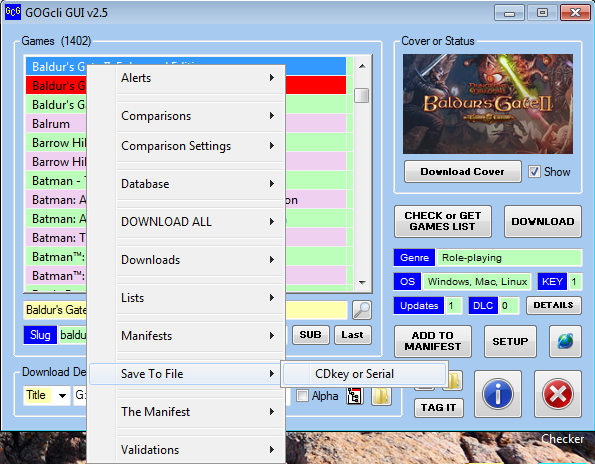 GOGcli GUI v2.5
Games (1402)
Baldur's Gate II: Enhanced Edition
Baldur's
Baldur's Ga
Balrum
Barrow Hil
Barrow Hil
Batman - T
Batman: A
on
Batman: A
Batman: T
Batman™:
Batman™:
Baldur's Gate
Slug
baldu
SUB
Last
Download De
Title
G:
Alpha
Alerts
Comparisons
Comparison Settings
Database
DOWNLOAD ALL
Downloads
Lists
Manifests
Save To File
CDkey or Serial
The Manifest
Validations
Cover or Status
BALDUR'S GATE II
Download Cover
Show
CHECK or GET
GAMES LIST
DOWNLOAD
Genre
Role-playing
OS
Windows, Mac, Linux
KEY
1
Updates
1
DLC
0
DETAILS
ADD TO
MANIFEST
SETUP
TAG IT
Checker